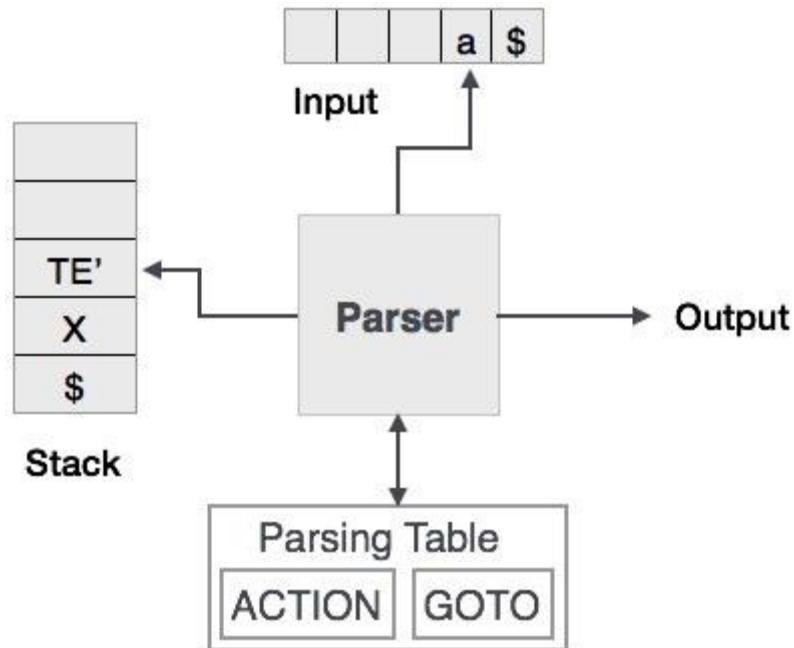 a $
Input
TE’
X
$
Stack
Parser
Output
Parsing Table
ACTION GOTO